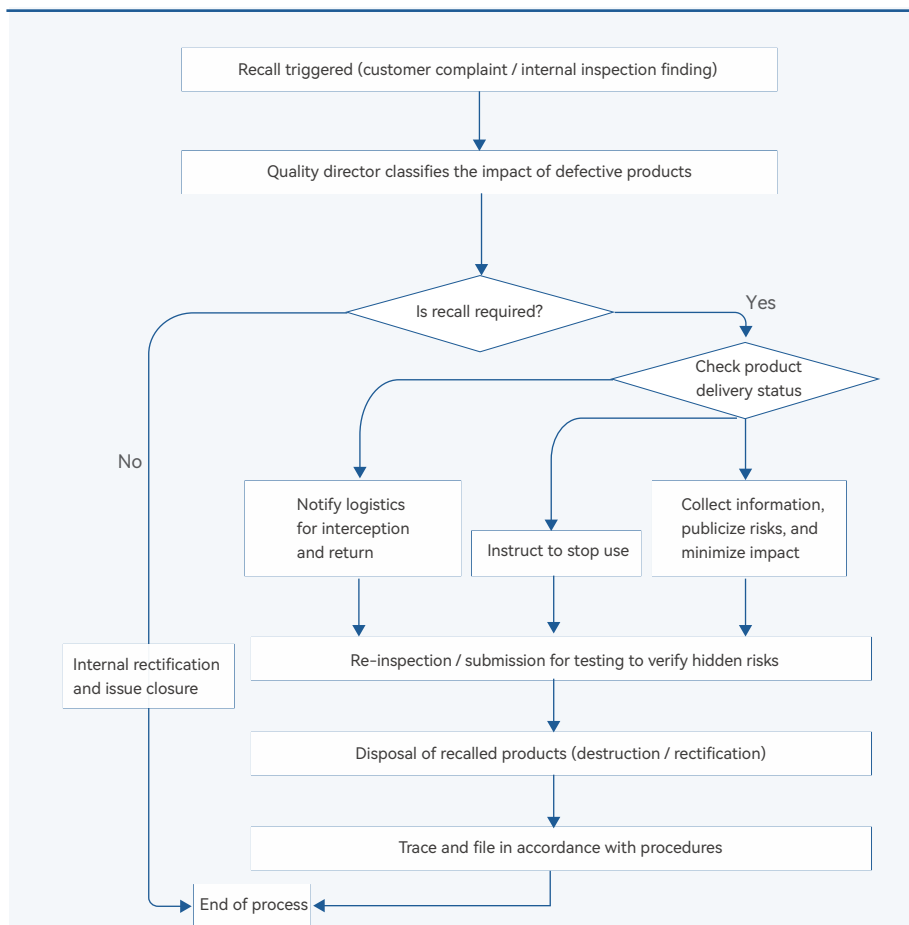 Recall triggered (customer complaint / internal inspection finding)
Quality director classifies the impact of defective products
Is recall required?
Yes
Check product
delivery status
No
Notify logistics
for interception
and return
Instruct to stop use
Collect information,
publicize risks, and
minimize impact
Re-inspection / submission for testing to verify hidden risks
Internal rectification
and issue closure
Disposal of recalled products (destruction / rectification)
Trace and file in accordance with procedures
End of process